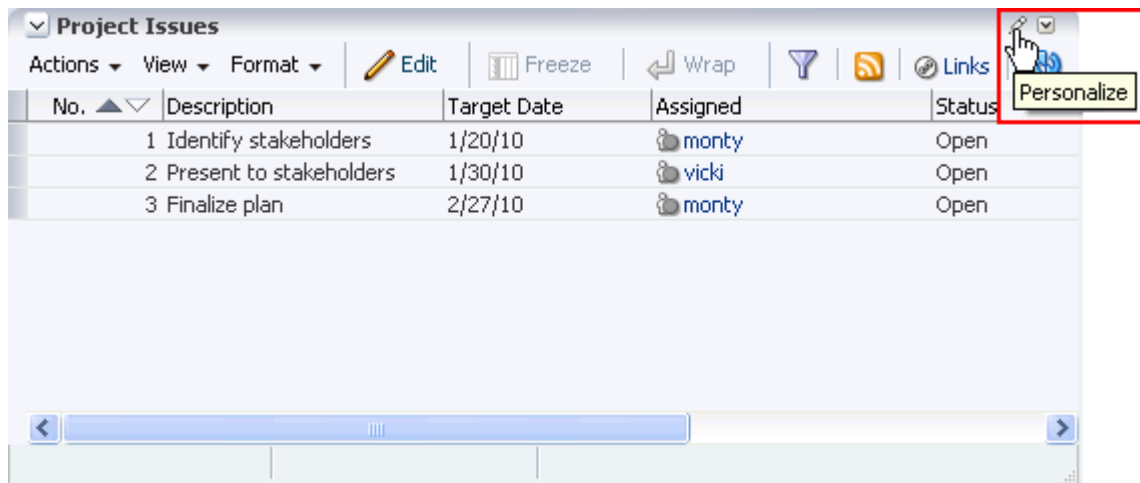 Project Issues
Actions View Format Edit Freeze Wrap Links
Personalize
No. Description Target Date Assigned Status
1 Identify stakeholders 1/20/10 monty Open
2 Present to stakeholders 1/30/10 vicki Open
3 Finalize plan 2/27/10 monty Open